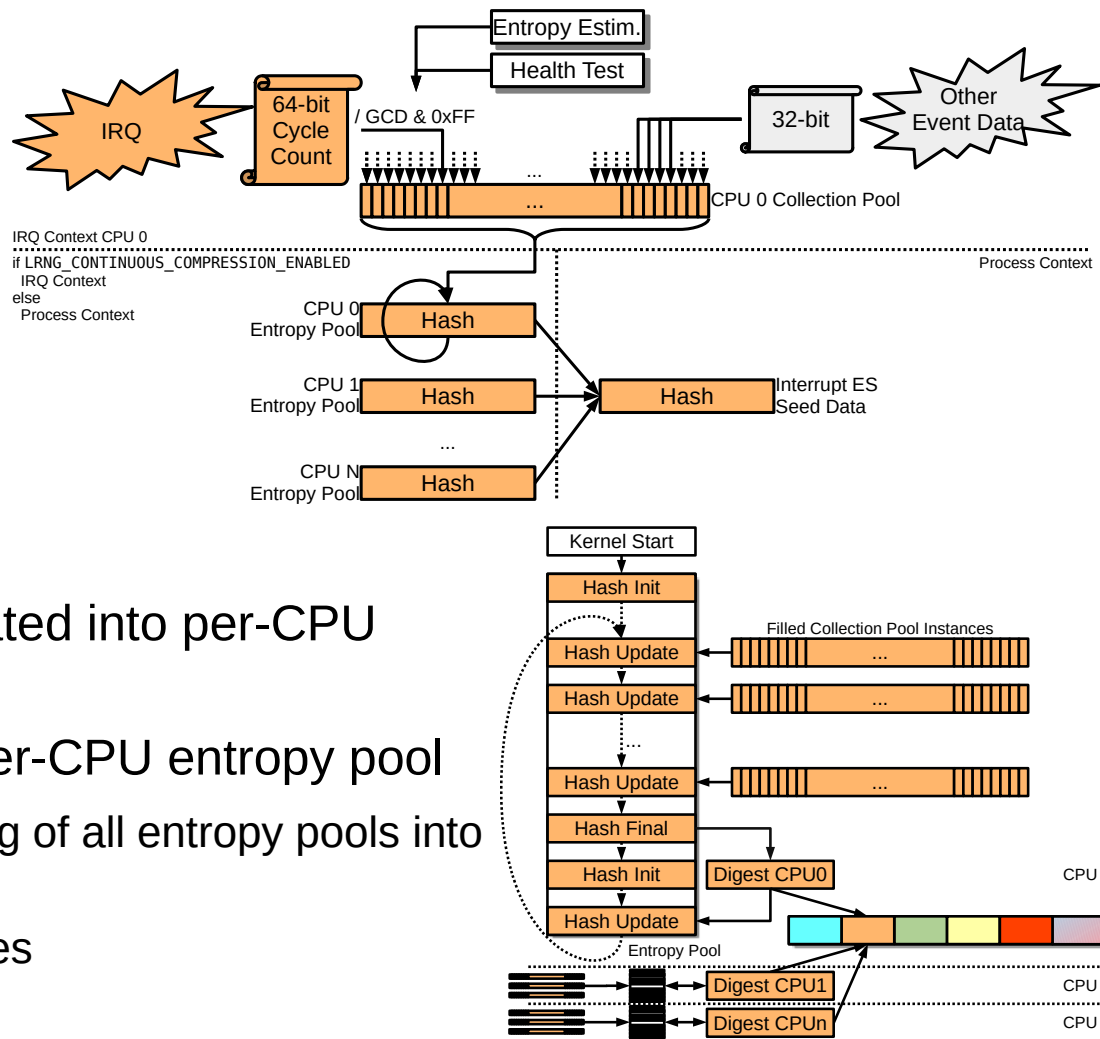 Entropy Estim.
Health Test
IRQ
64-bit
Cycle
Count
/ GCD & 0xFF
32-bit
Other
Event Data
...
...
CPU 0 Collection Pool
IRQ Context CPU 0
if LRNG_CONTINUOUS_COMPRESSION_ENABLED
IRQ Context
else
Process Context
Process Context
CPU 0
Entropy Pool
Hash
CPU 1
Entropy Pool
Hash
Hash
Interrupt ES
Seed Data
...
CPU N
Entropy Pool
Hash
Kernel Start
Hash Init
ated into per-CPU
Filled Collection Pool Instances
Hash Update
...
Hash Update
...
...
er-CPU entropy pool
Hash Update
...
g of all entropy pools into
Hash Final
Hash Init
Digest CPU0
CPU
Hash Update
es
Entropy Pool
Digest CPU1
CPU
Digest CPUn
CPU